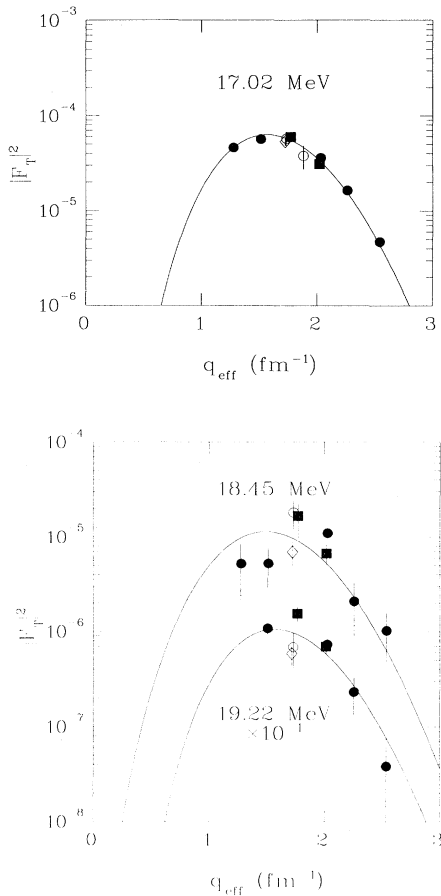 10⁻³
17.02 MeV
10⁻⁴
|F_T|²
10⁻⁵
10⁻⁶
0 1 2 3
q_eff (fm⁻¹)
10⁻⁴
18.45 MeV
10⁻⁵
10⁻⁶
19.22 MeV
10⁻⁷
10⁻⁸
0 1 2 3
q_eff (fm⁻¹)